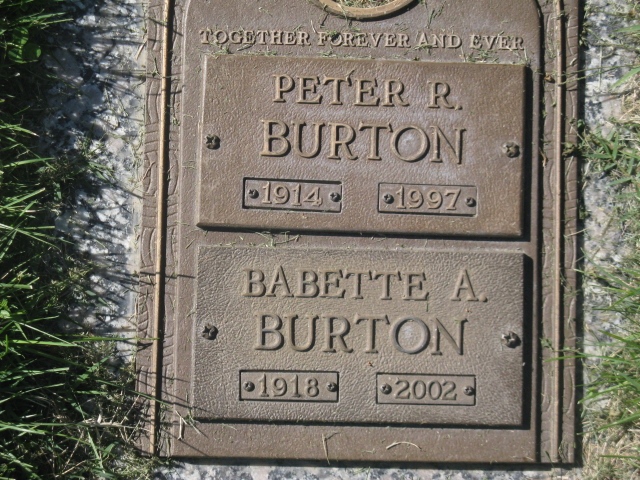 TOGETHER FOREVER AND EVER
PETER R.
BURTON
1914 1997
BABETTE A.
BURTON
1918 2002